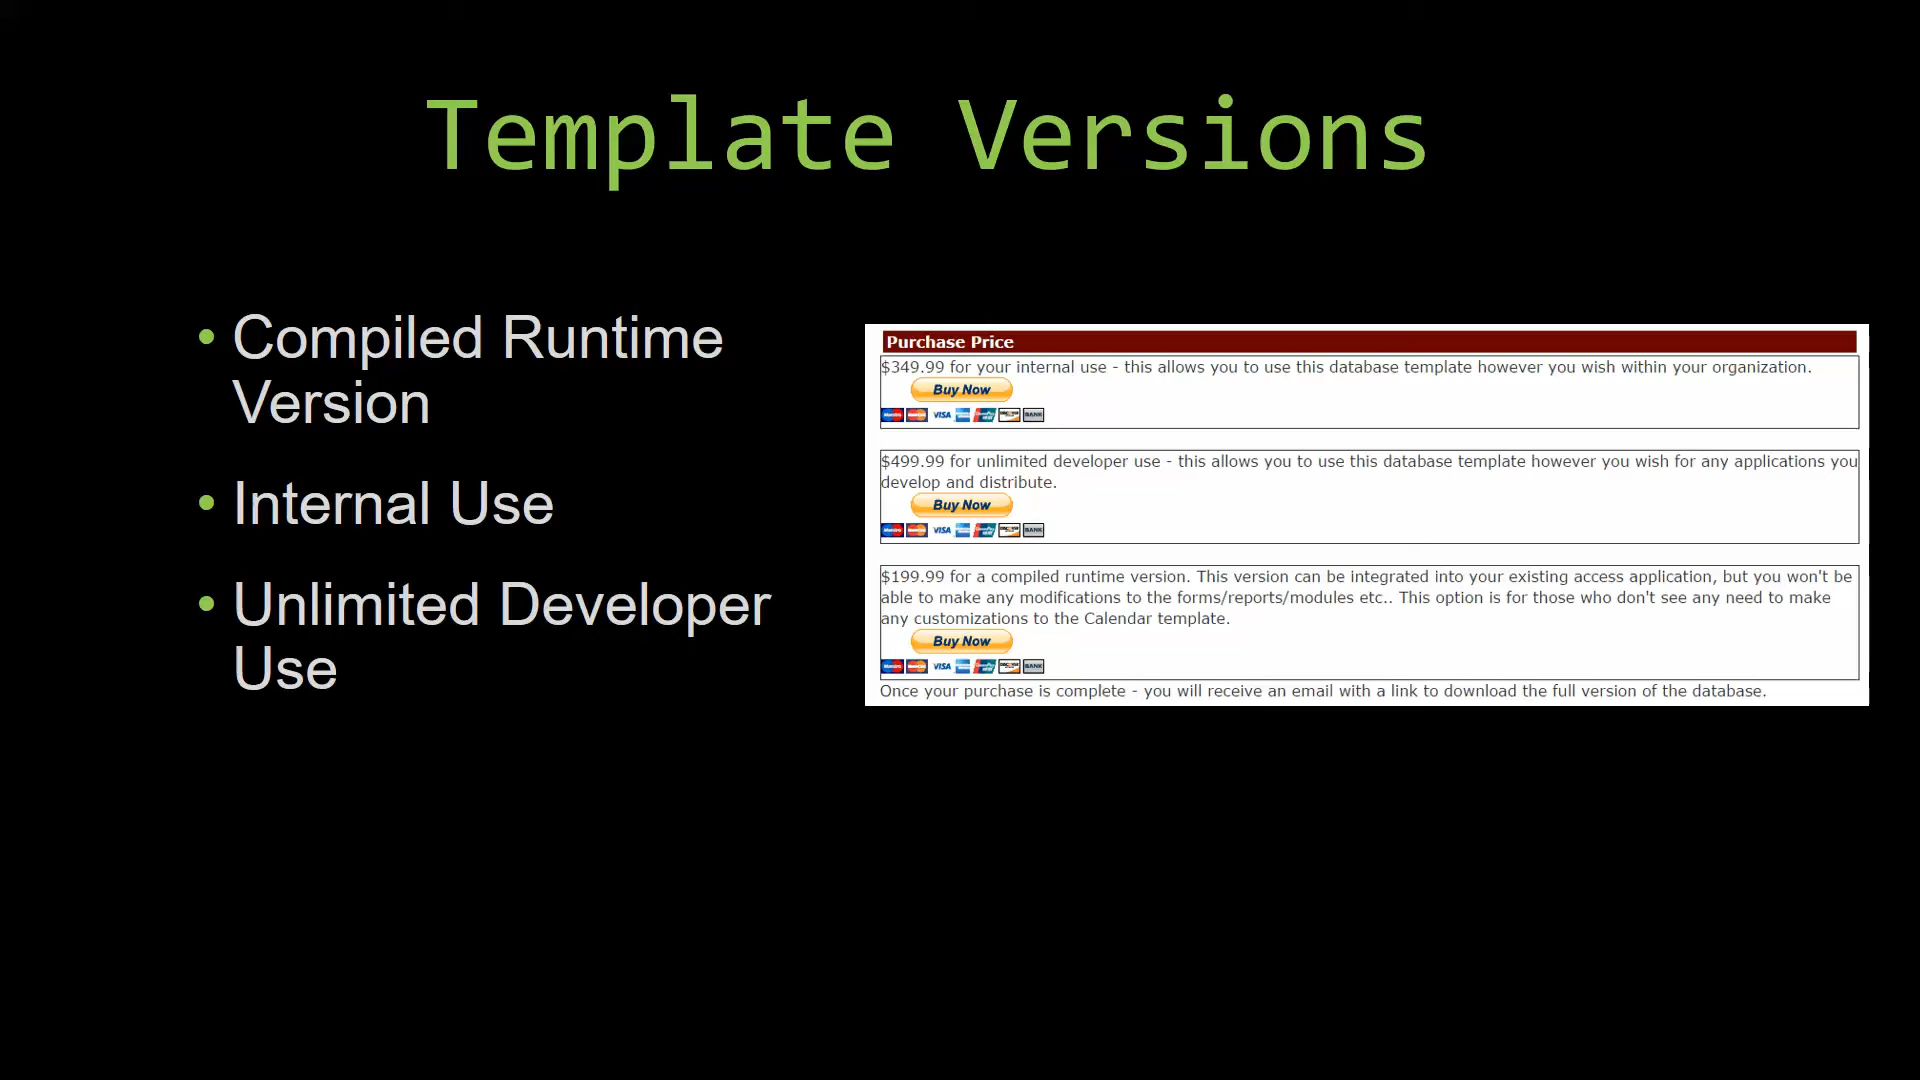 Template Versions
• Compiled Runtime
Version
• Internal Use
• Unlimited Developer
Use
Purchase Price
$349.99 for your internal use - this allows you to use this database template however you wish within your organization.
Buy Now
VISA BANK
$499.99 for unlimited developer use - this allows you to use this database template however you wish for any applications you
develop and distribute.
Buy Now
VISA BANK
$199.99 for a compiled runtime version. This version can be integrated into your existing access application, but you won't be
able to make any modifications to the forms/reports/modules etc.. This option is for those who don't see any need to make
any customizations to the Calendar template.
Buy Now
VISA BANK
Once your purchase is complete - you will receive an email with a link to download the full version of the database.